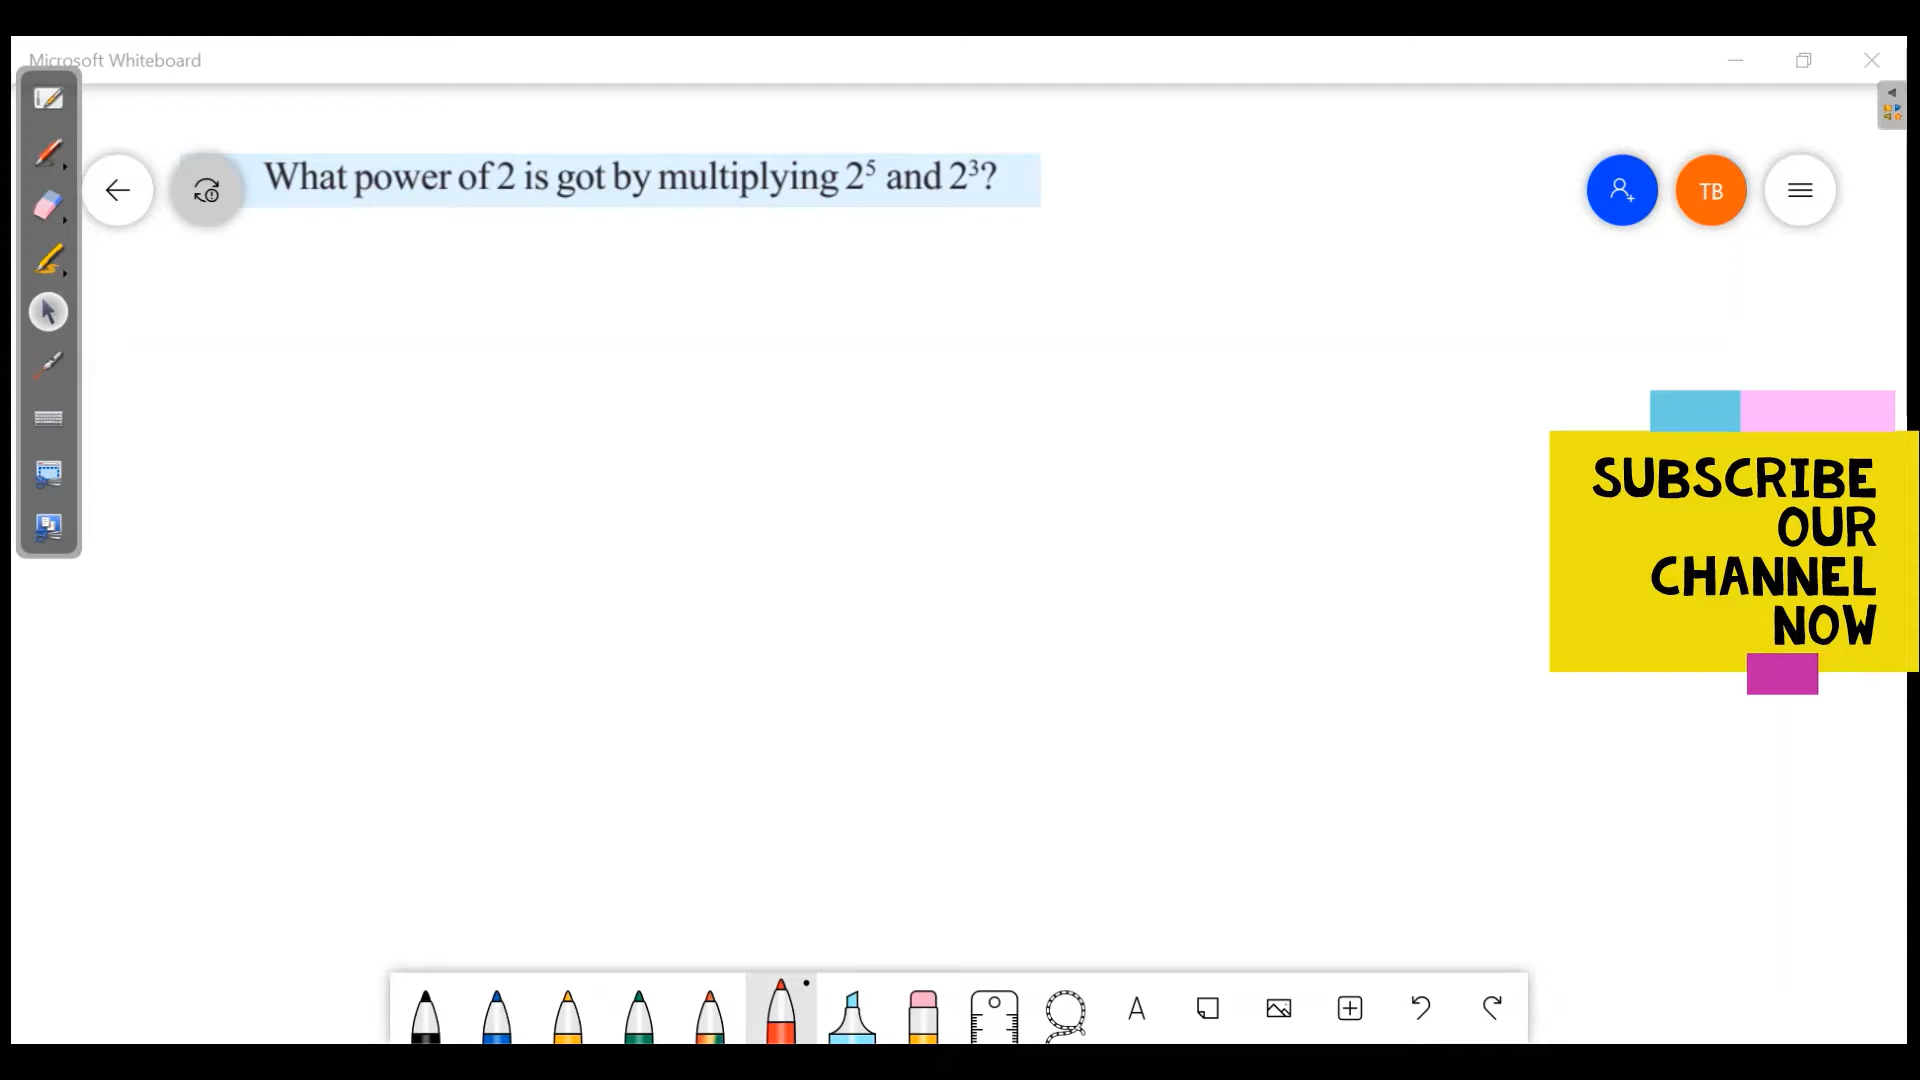 Microsoft Whiteboard
What power of 2 is got by multiplying 2⁵ and 2³?
TB
SUBSCRIBE
OUR
CHANNEL
NOW
A